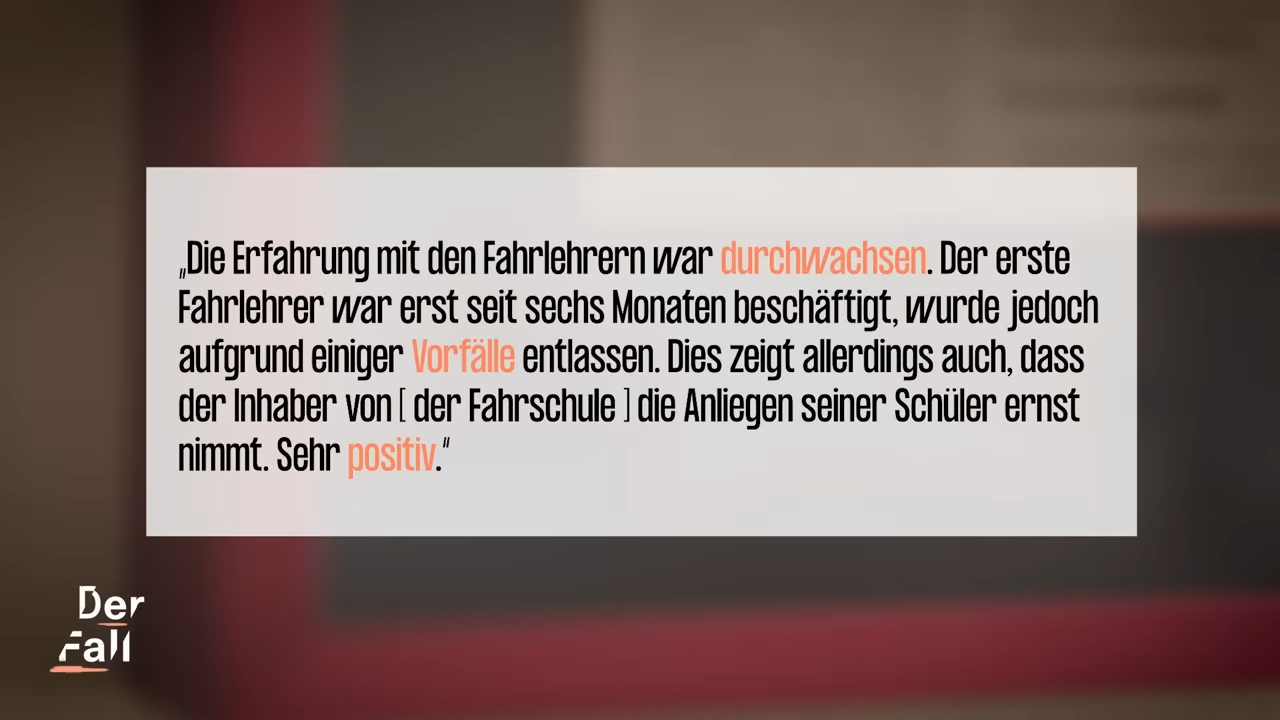 „Die Erfahrung mit den Fahrlehrern war durchwachsen. Der erste
Fahrlehrer war erst seit sechs Monaten beschäftigt, wurde jedoch
aufgrund einiger Vorfälle entlassen. Dies zeigt allerdings auch, dass
der Inhaber von [ der Fahrschule ] die Anliegen seiner Schüler ernst
nimmt. Sehr positiv.“
Der
Fall